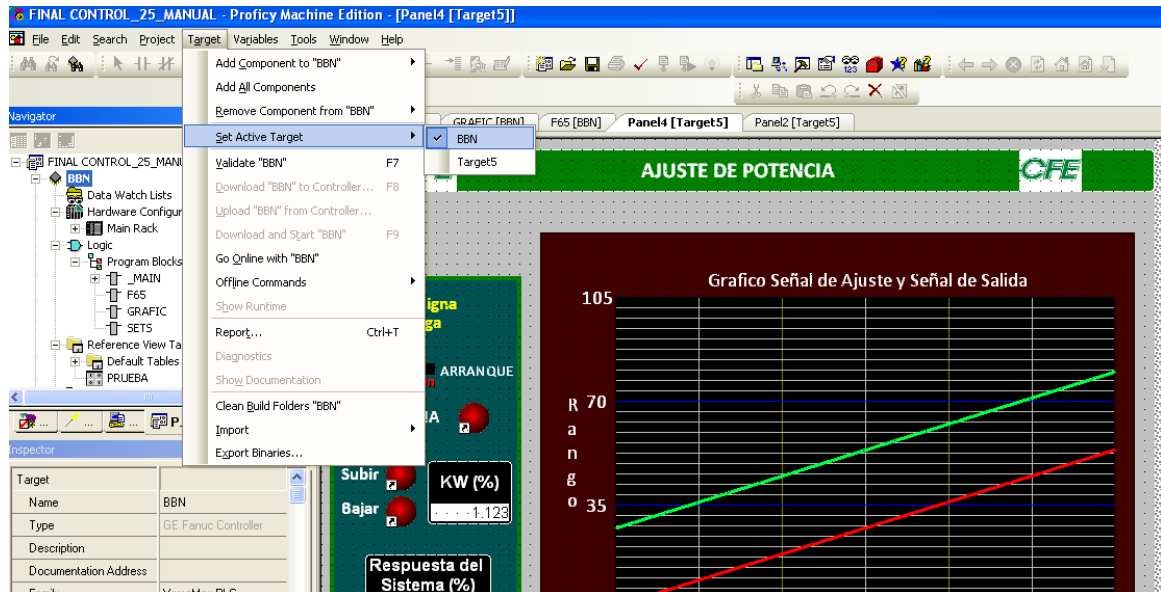 FINAL CONTROL_25_MANUAL - Proficy Machine Edition - [Panel4 [Target5]]
File Edit Search Project Target Variables Tools Window Help
Navigator
FINAL CONTROL_25_MANU
BBN
Data Watch Lists
Hardware Configur
Main Rack
Logic
Program Blocks
_MAIN
F65
GRAFIC
SETS
Reference View Ta
Default Tables
PRUEBA
P
Add Component to "BBN"
Add All Components
Remove Component from "BBN"
Set Active Target
Validate "BBN" F7
Download "BBN" to Controller... F8
Upload "BBN" from Controller...
Download and Start "BBN" F9
Go Online with "BBN"
Offline Commands
Show Runtime
Report... Ctrl+T
Diagnostics
Show Documentation
Clean Build Folders "BBN"
Import
Export Binaries...
BBN
Target5
GRAFIC [BBN] F65 [BBN] Panel4 [Target5] Panel2 [Target5]
AJUSTE DE POTENCIA
CFE
Inspector
Target
Name BBN
Type GE Fanuc Controller
Description
Documentation Address
igna
ga
ARRANQUE
IA
Subir
Bajar
KW (%)
1.123
Respuesta del
Sistema (%)
Grafico Señal de Ajuste y Señal de Salida
105
70
35
Rango